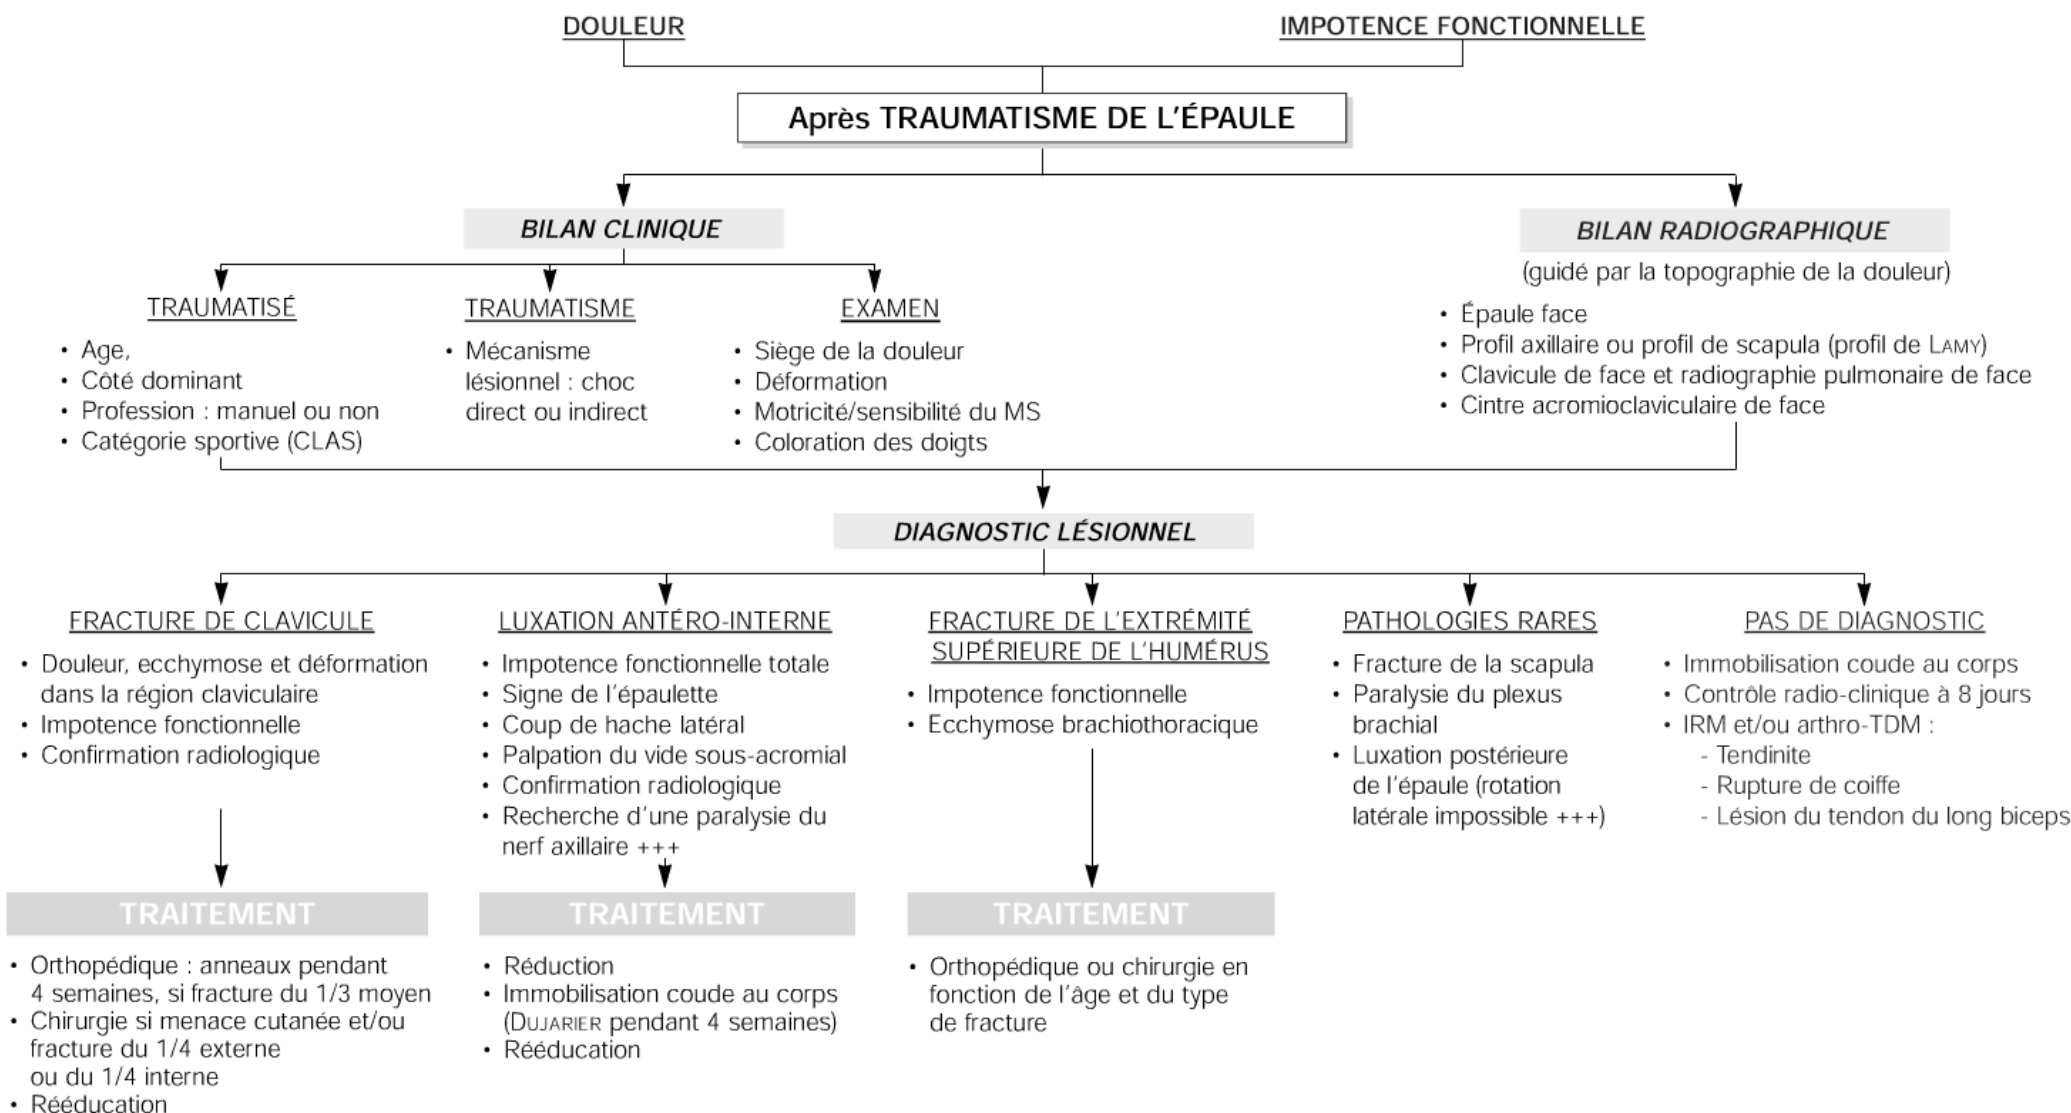 DOULEUR
IMPOTENCE FONCTIONNELLE
Après TRAUMATISME DE L'ÉPAULE
BILAN CLINIQUE
BILAN RADIOGRAPHIQUE
(guidé par la topographie de la douleur)
TRAUMATISÉ
• Age,
• Côté dominant
• Profession : manuel ou non
• Catégorie sportive (CLAS)
TRAUMATISME
• Mécanisme
lésionnel : choc
direct ou indirect
EXAMEN
• Siège de la douleur
• Déformation
• Motricité/sensibilité du MS
• Coloration des doigts
• Épaule face
• Profil axillaire ou profil de scapula (profil de LAMY)
• Clavicule de face et radiographie pulmonaire de face
• Cintre acromioclaviculaire de face
DIAGNOSTIC LÉSIONNEL
FRACTURE DE CLAVICULE
• Douleur, ecchymose et déformation
dans la région claviculaire
• Impotence fonctionnelle
• Confirmation radiologique
TRAITEMENT
• Orthopédique : anneaux pendant
4 semaines, si fracture du 1/3 moyen
• Chirurgie si menace cutanée et/ou
fracture du 1/4 externe
ou du 1/4 interne
• Rééducation
LUXATION ANTÉRO-INTERNE
• Impotence fonctionnelle totale
• Signe de l'épaulette
• Coup de hache latéral
• Palpation du vide sous-acromial
• Confirmation radiologique
• Recherche d'une paralysie du
nerf axillaire +++
TRAITEMENT
• Réduction
• Immobilisation coude au corps
(DUJARIER pendant 4 semaines)
• Rééducation
FRACTURE DE L'EXTRÉMITÉ
SUPÉRIEURE DE L'HUMÉRUS
• Impotence fonctionnelle
• Ecchymose brachiothoracique
TRAITEMENT
• Orthopédique ou chirurgie en
fonction de l'âge et du type
de fracture
PATHOLOGIES RARES
• Fracture de la scapula
• Paralysie du plexus
brachial
• Luxation postérieure
de l'épaule (rotation
latérale impossible +++)
PAS DE DIAGNOSTIC
• Immobilisation coude au corps
• Contrôle radio-clinique à 8 jours
• IRM et/ou arthro-TDM :
- Tendinite
- Rupture de coiffe
- Lésion du tendon du long biceps